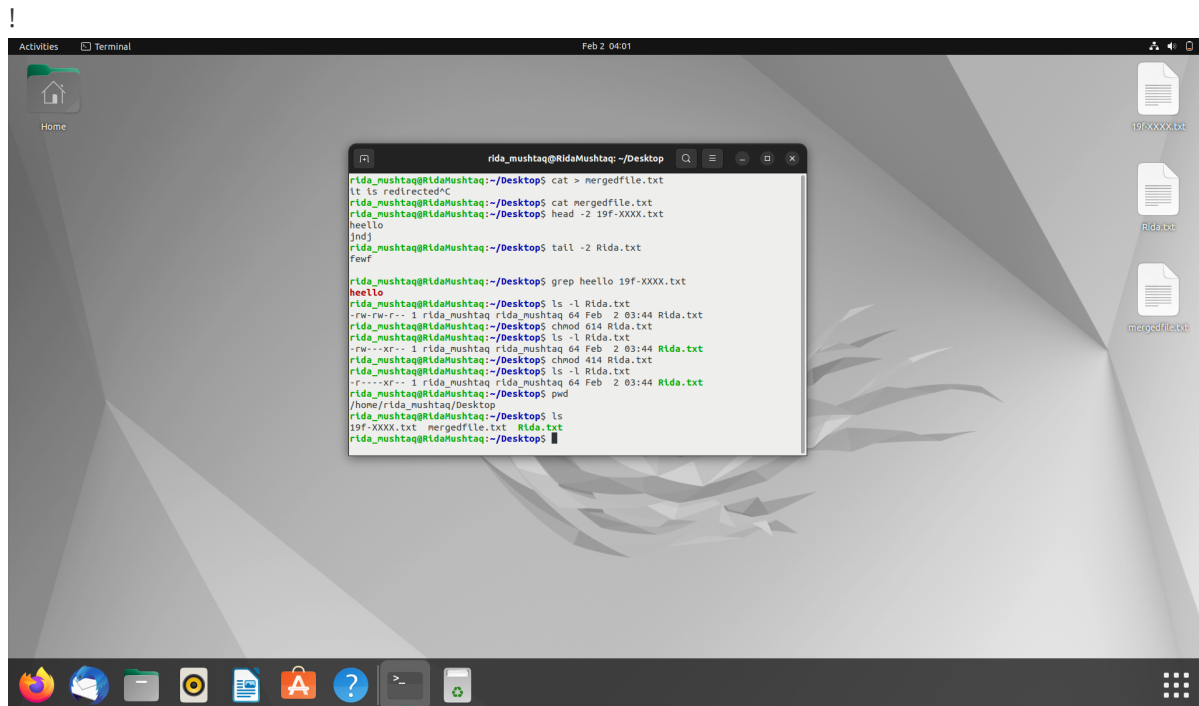 !
Activities Terminal Feb 2 04:01
Home
19f-XXXX.txt
Rida.txt
mergedfile.txt
rida_mushtaq@RidaMushtaq: ~/Desktop
rida_mushtaq@RidaMushtaq:~/Desktop$ cat > mergedfile.txt
it is redirected^C
rida_mushtaq@RidaMushtaq:~/Desktop$ cat mergedfile.txt
rida_mushtaq@RidaMushtaq:~/Desktop$ head -2 19f-XXXX.txt
heello
jndj
rida_mushtaq@RidaMushtaq:~/Desktop$ tail -2 Rida.txt
fewf

rida_mushtaq@RidaMushtaq:~/Desktop$ grep heello 19f-XXXX.txt
heello
rida_mushtaq@RidaMushtaq:~/Desktop$ ls -l Rida.txt
-rw-rw-r-- 1 rida_mushtaq rida_mushtaq 64 Feb  2 03:44 Rida.txt
rida_mushtaq@RidaMushtaq:~/Desktop$ chmod 614 Rida.txt
rida_mushtaq@RidaMushtaq:~/Desktop$ ls -l Rida.txt
-rw---xr-- 1 rida_mushtaq rida_mushtaq 64 Feb  2 03:44 Rida.txt
rida_mushtaq@RidaMushtaq:~/Desktop$ chmod 414 Rida.txt
rida_mushtaq@RidaMushtaq:~/Desktop$ ls -l Rida.txt
-r----xr-- 1 rida_mushtaq rida_mushtaq 64 Feb  2 03:44 Rida.txt
rida_mushtaq@RidaMushtaq:~/Desktop$ pwd
/home/rida_mushtaq/Desktop
rida_mushtaq@RidaMushtaq:~/Desktop$ ls
19f-XXXX.txt  mergedfile.txt  Rida.txt
rida_mushtaq@RidaMushtaq:~/Desktop$